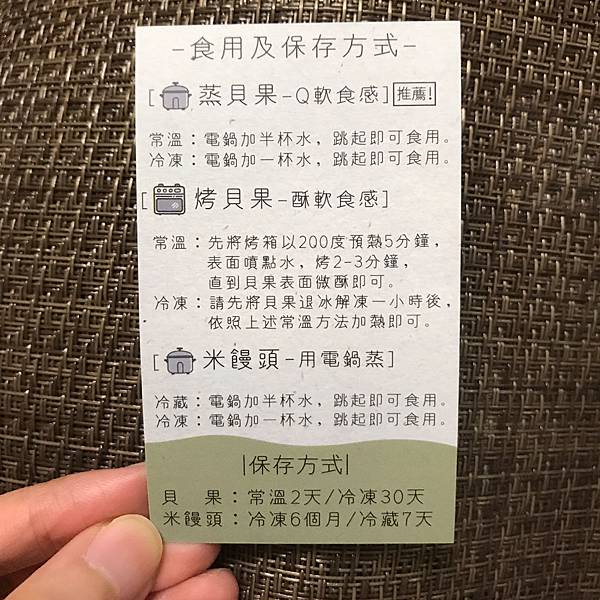 -食用及保存方式-
[蒸貝果-Q軟食感]推薦!
常溫：電鍋加半杯水，跳起即可食用。
冷凍：電鍋加一杯水，跳起即可食用。
[烤貝果-酥軟食感]
常溫：先將烤箱以200度預熱5分鐘，
表面噴點水，烤2-3分鐘，
直到貝果表面微酥即可。
冷凍：請先將貝果退冰解凍一小時後，
依照上述常溫方法加熱即可。
[米饅頭-用電鍋蒸]
冷藏：電鍋加半杯水，跳起即可食用。
冷凍：電鍋加一杯水，跳起即可食用。
|保存方式|
貝　果：常溫2天/冷凍30天
米饅頭：冷凍6個月/冷藏7天